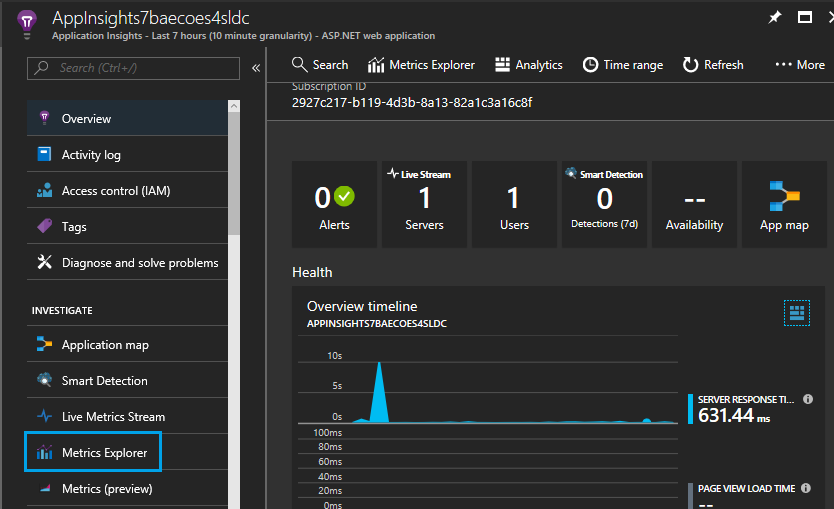 AppInsights7baecoes4sldc
Application Insights - Last 7 hours (10 minute granularity) - ASP.NET web application
Search (Ctrl+/)
Overview
Activity log
Access control (IAM)
Tags
Diagnose and solve problems
INVESTIGATE
Application map
Smart Detection
Live Metrics Stream
Metrics Explorer
Metrics (preview)
Search
Metrics Explorer
Analytics
Time range
Refresh
More
Subscription ID
2927c217-b119-4d3b-8a13-82a1c3a16c8f
0
Alerts
Live Stream
1
Servers
1
Users
Smart Detection
0
Detections (7d)
--
Availability
App map
Health
Overview timeline
APPINSIGHTS7BAECOES4SLDC
10s
5s
0s
SERVER RESPONSE TI...
631.44 ms
100ms
80ms
60ms
40ms
20ms
0ms
PAGE VIEW LOAD TIME
--